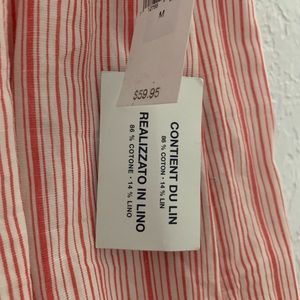 M
$59.95
CONTIENT DU LIN
86 % COTON · 14 % LIN
REALIZZATO IN LINO
86 % COTONE · 14 % LINO